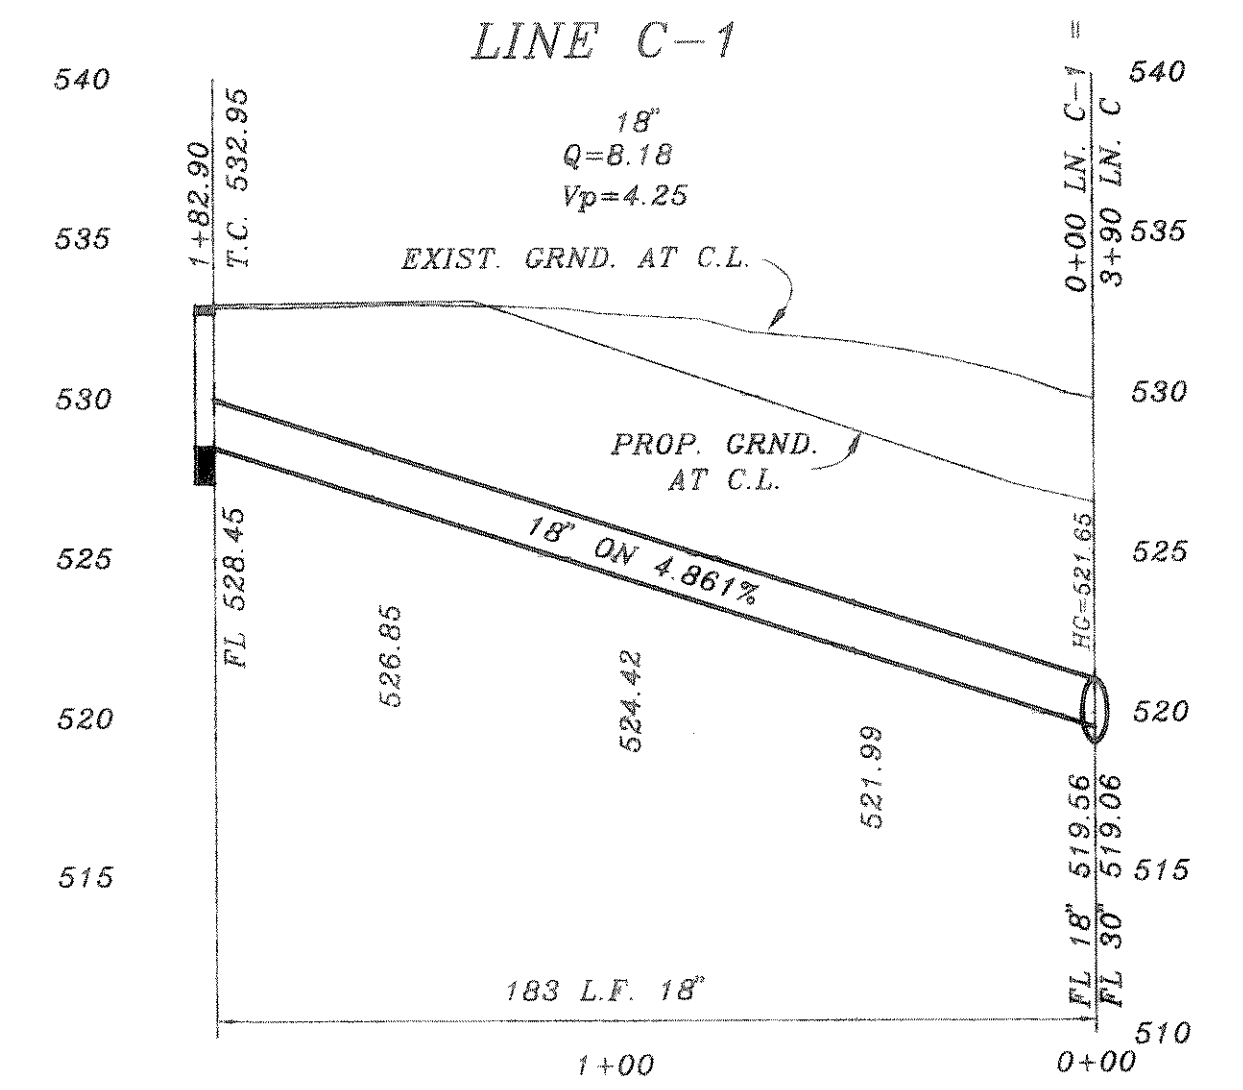 LINE C-1
540
535
530
525
520
515
1+82.90
T.C. 532.95
18"
Q=8.18
Vp=4.25
EXIST. GRND. AT C.L.
PROP. GRND.
AT C.L.
18" ON 4.861%
FL 528.45
526.85
524.42
521.99
0+00 LN. C-1 =
3+90 LN. C
HG=521.65
FL 18" 519.56
FL 30" 519.06
540
535
530
525
520
515
510
183 L.F. 18"
1+00
0+00